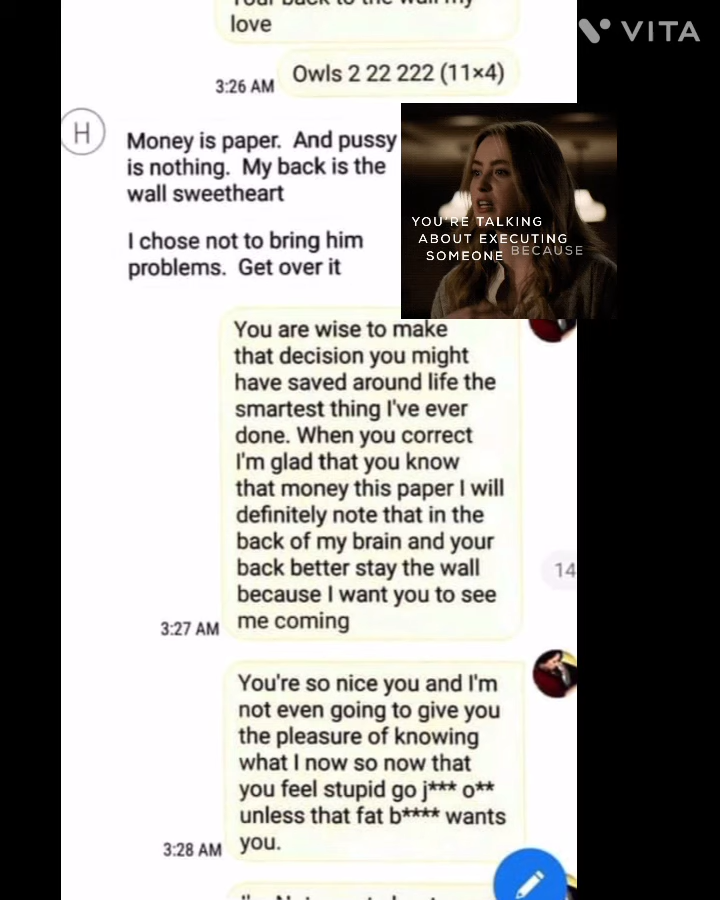 love
VITA
Owls 2 22 222 (11×4)
3:26 AM
H
Money is paper. And pussy
is nothing. My back is the
wall sweetheart
I chose not to bring him
problems. Get over it
YOU'RE TALKING
ABOUT EXECUTING
SOMEONE BECAUSE
You are wise to make
that decision you might
have saved around life the
smartest thing I've ever
done. When you correct
I'm glad that you know
that money this paper I will
definitely note that in the
back of my brain and your
back better stay the wall
because I want you to see
me coming
14
3:27 AM
You're so nice you and I'm
not even going to give you
the pleasure of knowing
what I now so now that
you feel stupid go j*** o**
unless that fat b**** wants
you.
3:28 AM